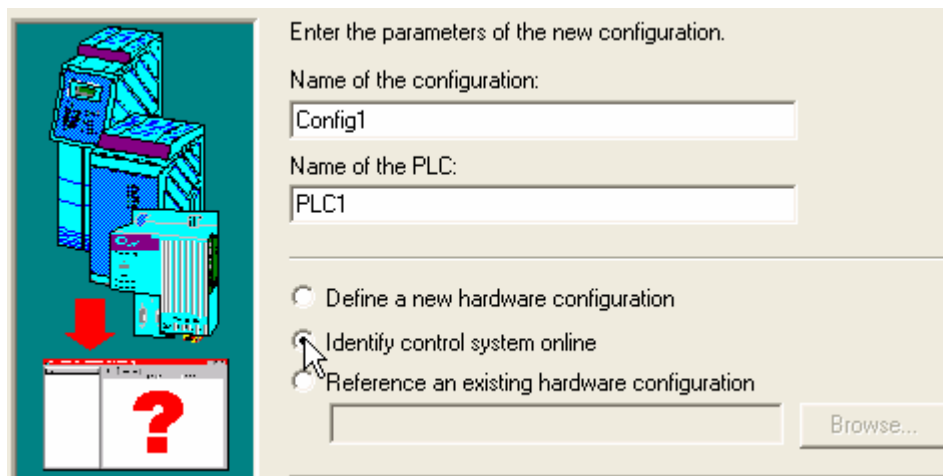 Enter the parameters of the new configuration.
Name of the configuration:
Config1
Name of the PLC:
PLC1
Define a new hardware configuration
Identify control system online
Reference an existing hardware configuration
Browse...
?